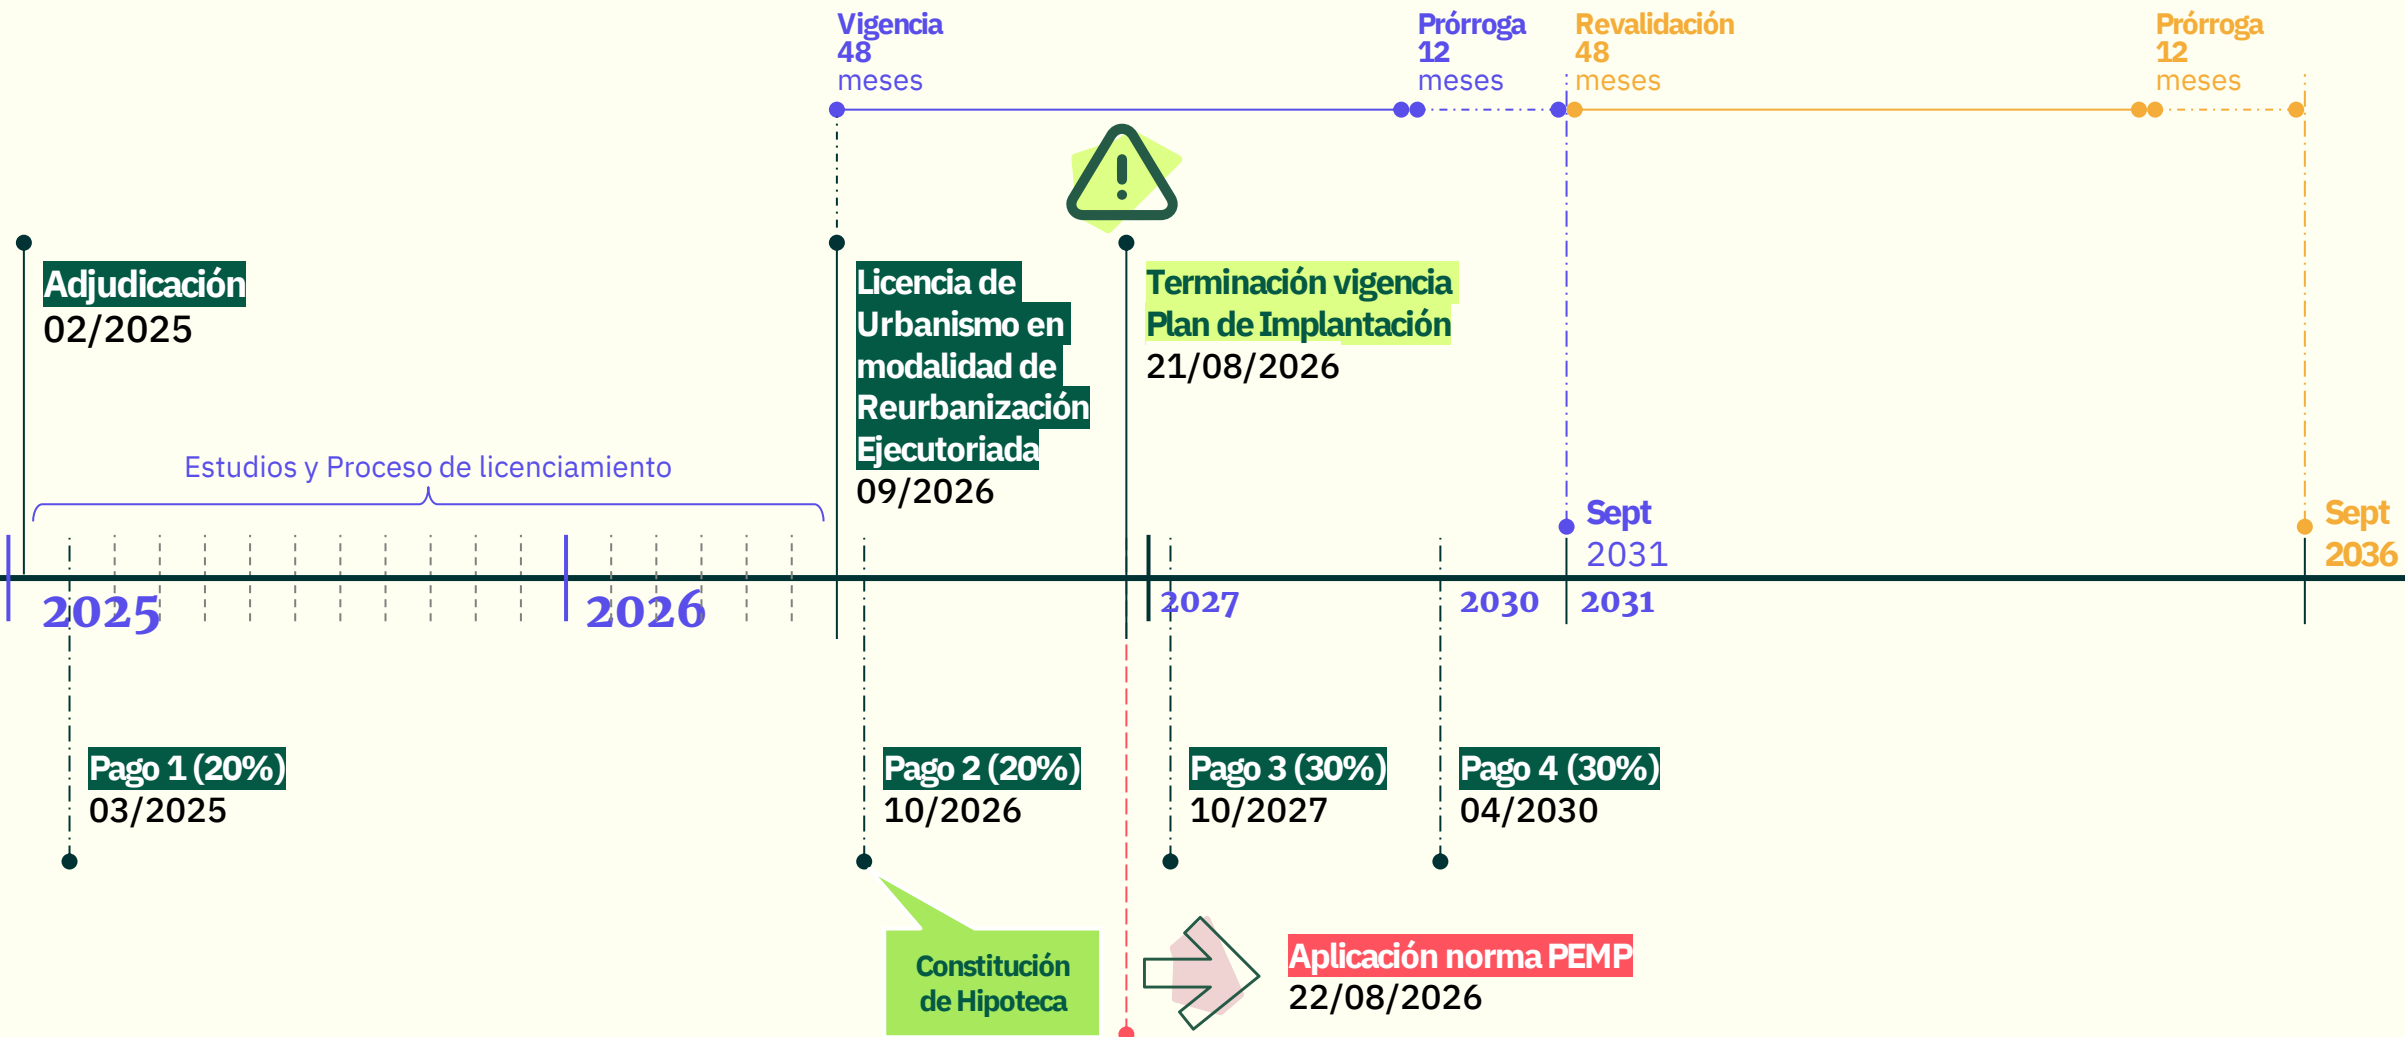 Vigencia
48
meses
Prórroga
12
meses
Revalidación
48
meses
Prórroga
12
meses
Adjudicación
02/2025
Licencia de
Urbanismo en
modalidad de
Reurbanización
Ejecutoriada
09/2026
Terminación vigencia
Plan de Implantación
21/08/2026
Estudios y Proceso de licenciamiento
Sept
2031
Sept
2036
2025
2026
2027
2030
2031
Pago 1 (20%)
03/2025
Pago 2 (20%)
10/2026
Pago 3 (30%)
10/2027
Pago 4 (30%)
04/2030
Constitución
de Hipoteca
Aplicación norma PEMP
22/08/2026